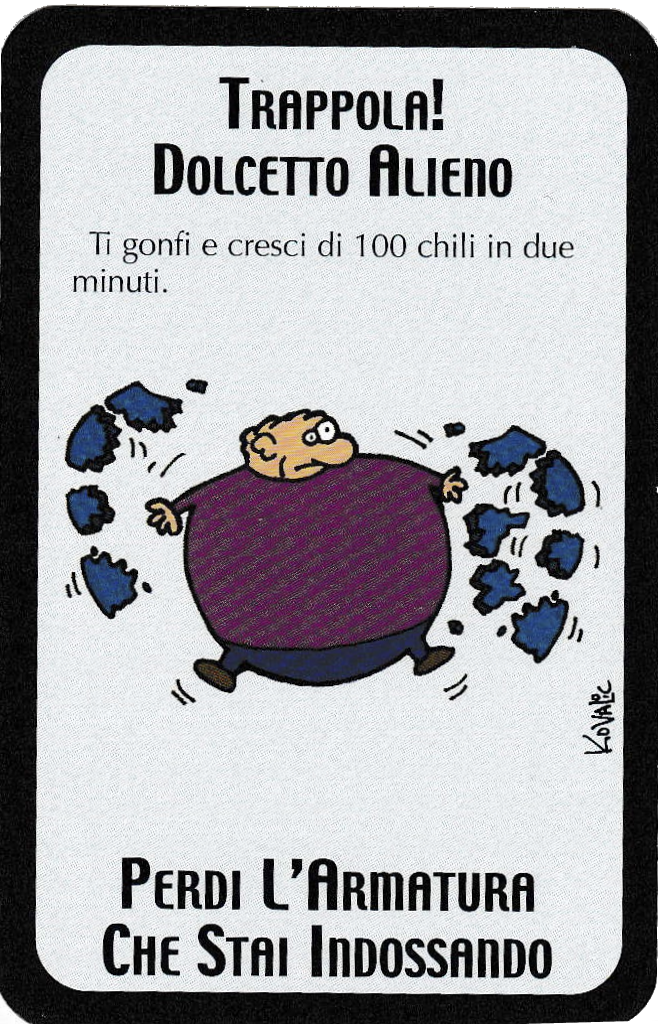 Trappola!
Dolcetto Alieno
Ti gonfi e cresci di 100 chili in due
minuti.
Kovalic
Perdi L'Armatura
Che Stai Indossando